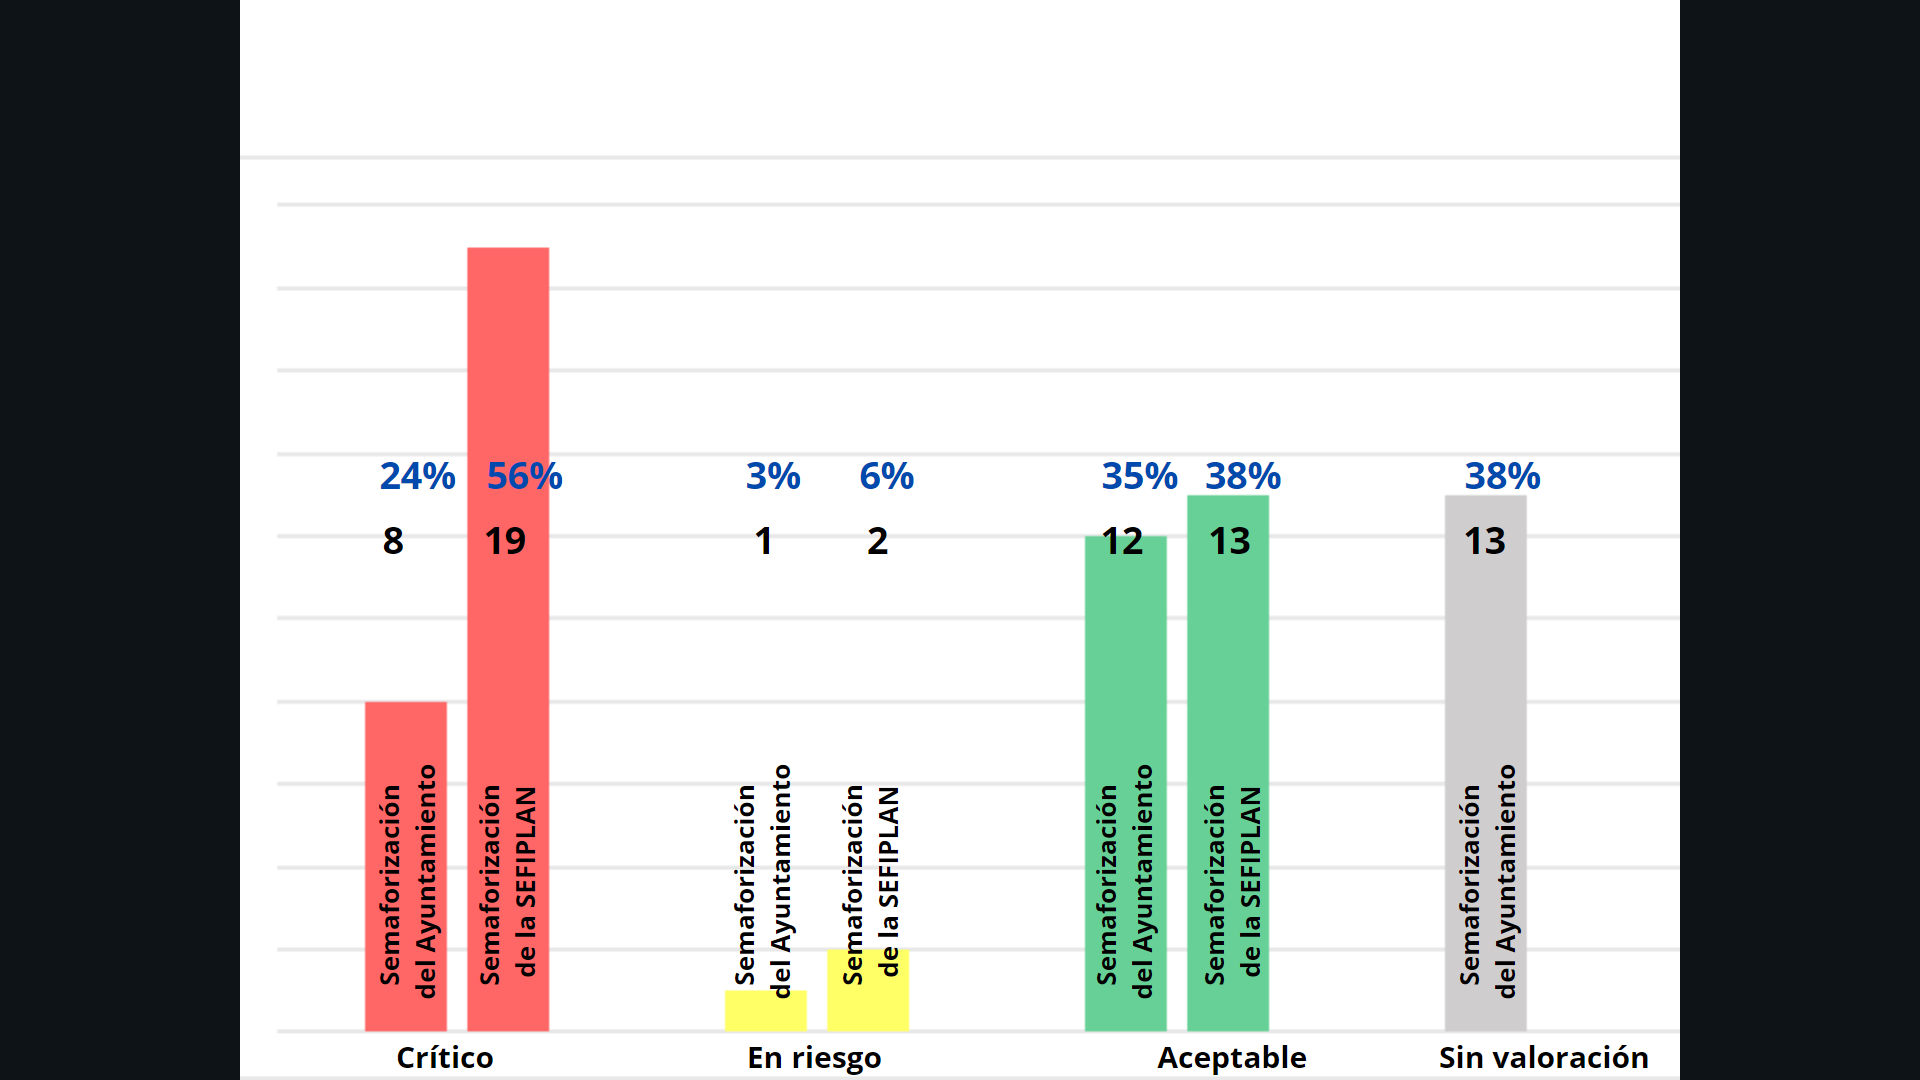 24% 56% 3% 6% 35% 38% 38%
8 19 1 2 12 13 13
Semaforización
del Ayuntamiento
Semaforización
de la SEFIPLAN
Semaforización
del Ayuntamiento
Semaforización
de la SEFIPLAN
Semaforización
del Ayuntamiento
Semaforización
de la SEFIPLAN
Semaforización
del Ayuntamiento
Crítico En riesgo Aceptable Sin valoración